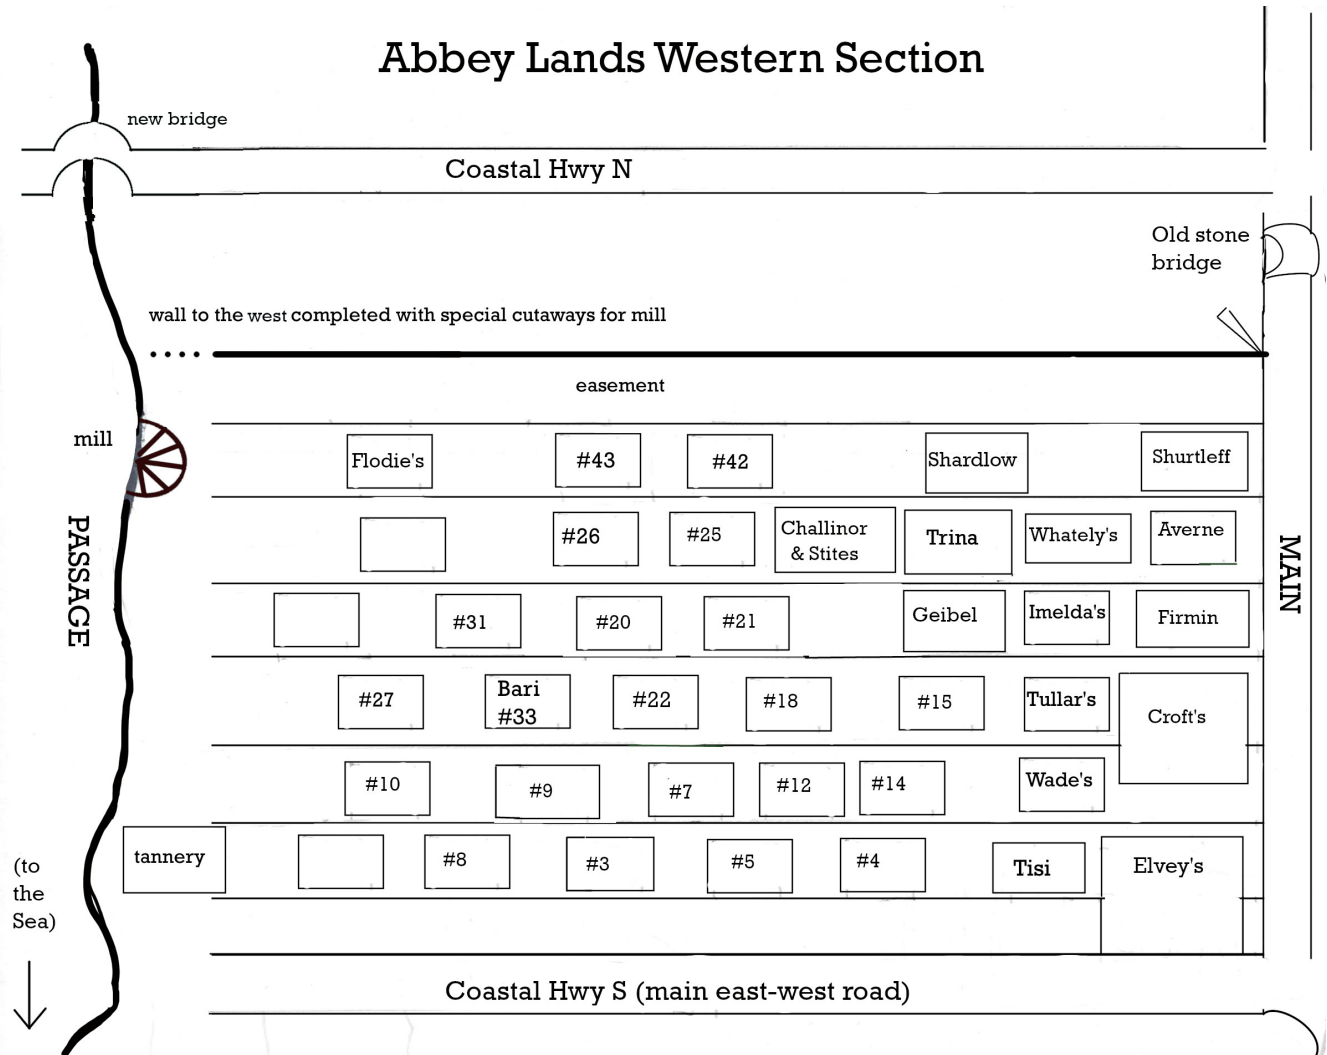 Abbey Lands Western Section
new bridge
Coastal Hwy N
Old stone
bridge
wall to the west completed with special cutaways for mill
easement
mill
Flodie's
#43
#42
Shardlow
Shurtleff
PASSAGE
#26
#25
Challinor
& Stites
Trina
Whately's
Averne
MAIN
#31
#20
#21
Geibel
Imelda's
Firmin
#27
Bari
#33
#22
#18
#15
Tullar's
Croft's
#10
#9
#7
#12
#14
Wade's
tannery
#8
#3
#5
#4
Tisi
Elvey's
(to
the
Sea)
Coastal Hwy S (main east-west road)